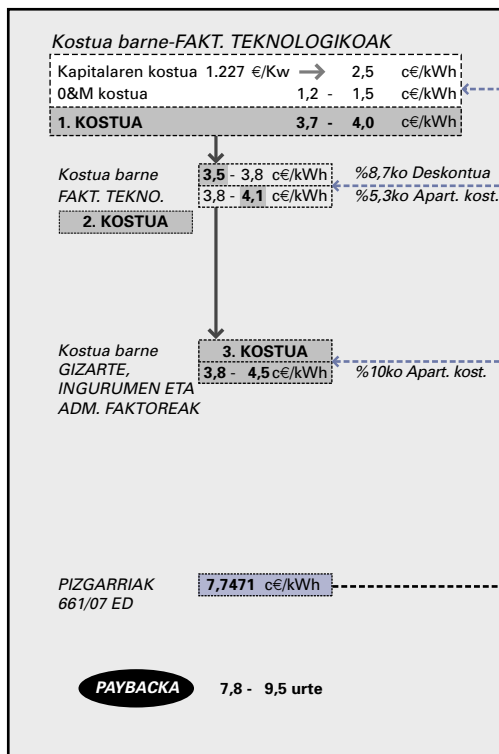 Kostua barne-FAKT. TEKNOLOGIKOAK
Kapitalaren kostua 1.227 €/Kw → 2,5 c€/kWh
0&M kostua 1,2 - 1,5 c€/kWh
1. KOSTUA 3,7 - 4,0 c€/kWh
Kostua barne 3,5 - 3,8 c€/kWh %8,7ko Deskontua
FAKT. TEKNO. 3,8 - 4,1 c€/kWh %5,3ko Apart. kost.
2. KOSTUA
Kostua barne 3. KOSTUA
GIZARTE, 3,8 - 4,5 c€/kWh %10ko Apart. kost.
INGURUMEN ETA
ADM. FAKTOREAK
PIZGARRIAK 7,7471 c€/kWh
661/07 ED
PAYBACKA 7,8 - 9,5 urte